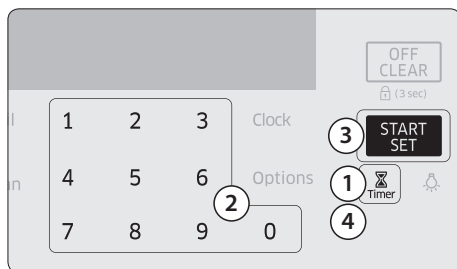 OFF
CLEAR
(3 sec)
1 2 3 Clock
3 START
SET
4 5 6 Options
1 Timer
2
4
7 8 9 0